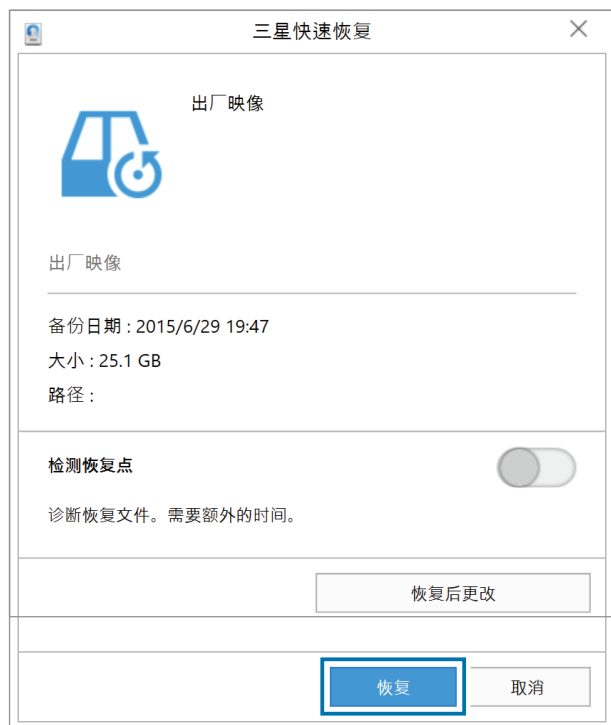 三星快速恢复
出厂映像
出厂映像
备份日期 : 2015/6/29 19:47
大小 : 25.1 GB
路径 :
检测恢复点
诊断恢复文件。需要额外的时间。
恢复后更改
恢复
取消